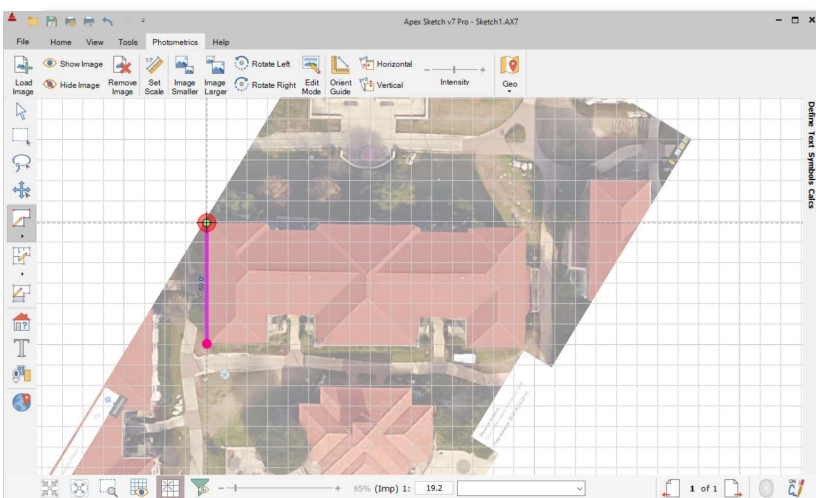 Apex Sketch v7 Pro - Sketch1.AX7
File Home View Tools Photometrics Help
Load Image
Show Image
Hide Image
Remove Image
1:?
Set Scale
Image Smaller
Image Larger
Rotate Left
Rotate Right
Edit Mode
Orient Guide
Horizontal
Vertical
- +
Intensity
Geo
Define Text Symbols Calcs
T
- + 65% (Imp) 1: 19.2
1 of 1
ON